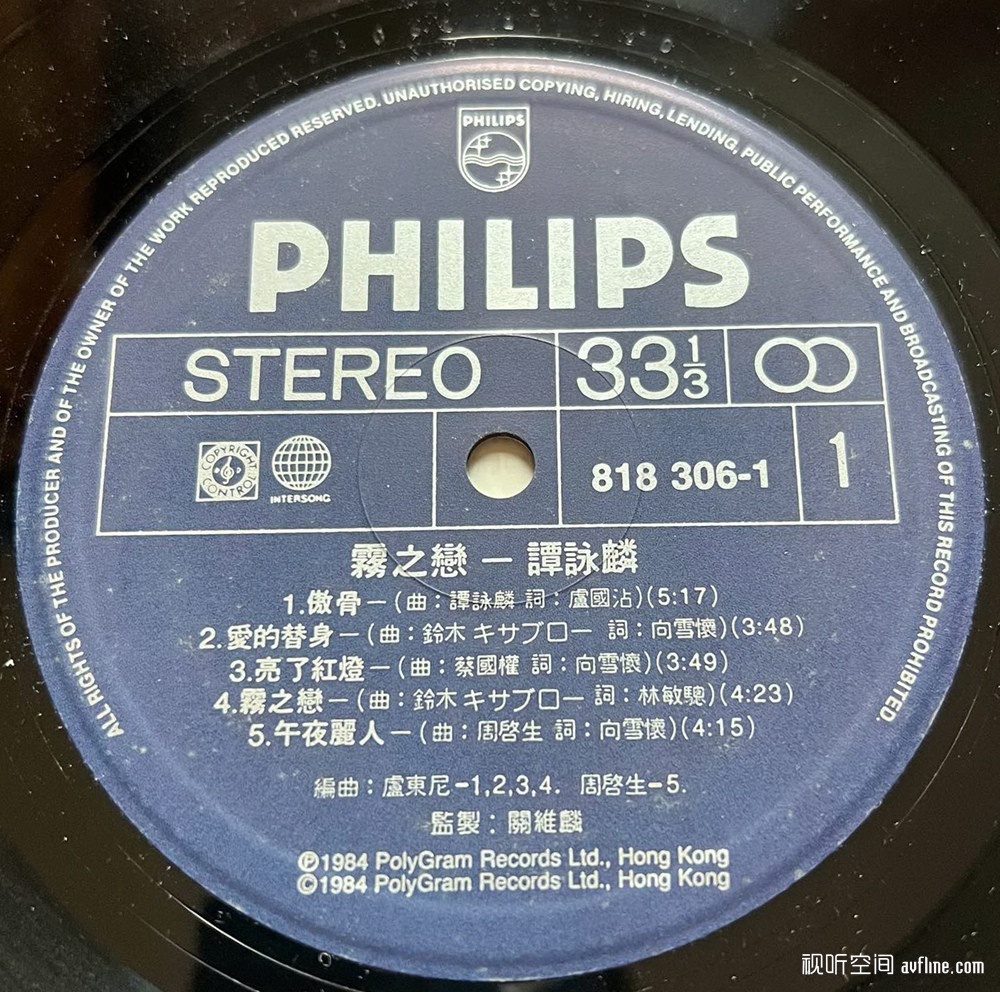 ALL RIGHTS OF THE PRODUCER AND OF THE OWNER OF THE WORK REPRODUCED RESERVED. UNAUTHORISED COPYING, HIRING, LENDING, PUBLIC PERFORMANCE AND BROADCASTING OF THIS RECORD PROHIBITED.
PHILIPS
PHILIPS
STEREO
33 1/3
COPYRIGHT CONTROL
INTERSONG
818 306-1
1
霧之戀 — 譚詠麟
1.傲骨—(曲：譚詠麟 詞：盧國沾)(5:17)
2.愛的替身—(曲：鈴木 キサブロー 詞：向雪懷)(3:48)
3.亮了紅燈—(曲：蔡國權 詞：向雪懷)(3:49)
4.霧之戀—(曲：鈴木 キサブロー 詞：林敏驄)(4:23)
5.午夜麗人—(曲：周啓生 詞：向雪懷)(4:15)
編曲：盧東尼-1,2,3,4. 周啓生-5.
監製：關維麟
℗1984 PolyGram Records Ltd., Hong Kong
©1984 PolyGram Records Ltd., Hong Kong
视听空间 avfline.com